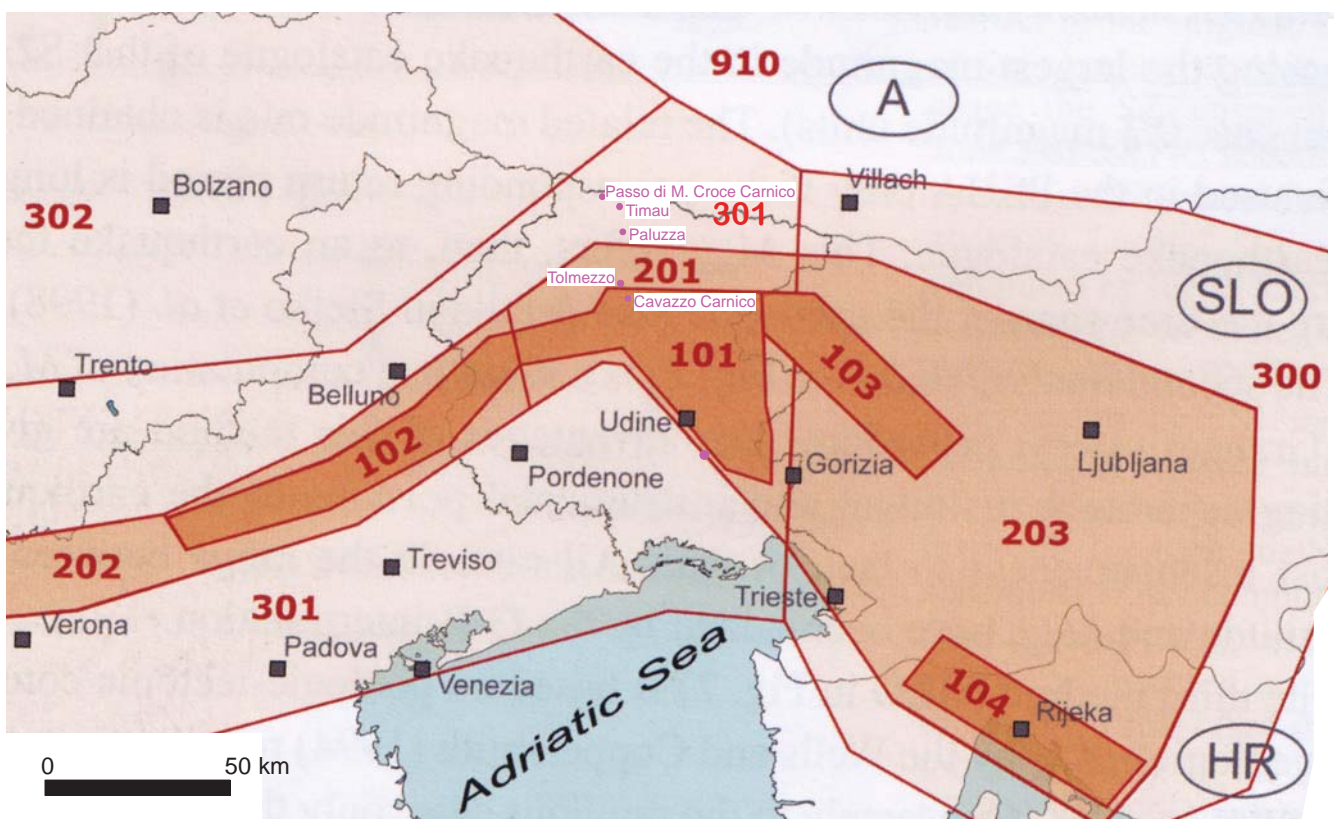 910
A
Bolzano
302
Villach
Passo di M. Croce Carnico
Timau
301
Paluzza
Tolmezzo
201
Cavazzo Carnico
SLO
Trento
Belluno
101
103
300
Udine
102
Pordenone
Gorizia
Ljubljana
203
202
Treviso
301
Trieste
Verona
Padova
Venezia
Adriatic Sea
104
Rijeka
HR
0
50 km